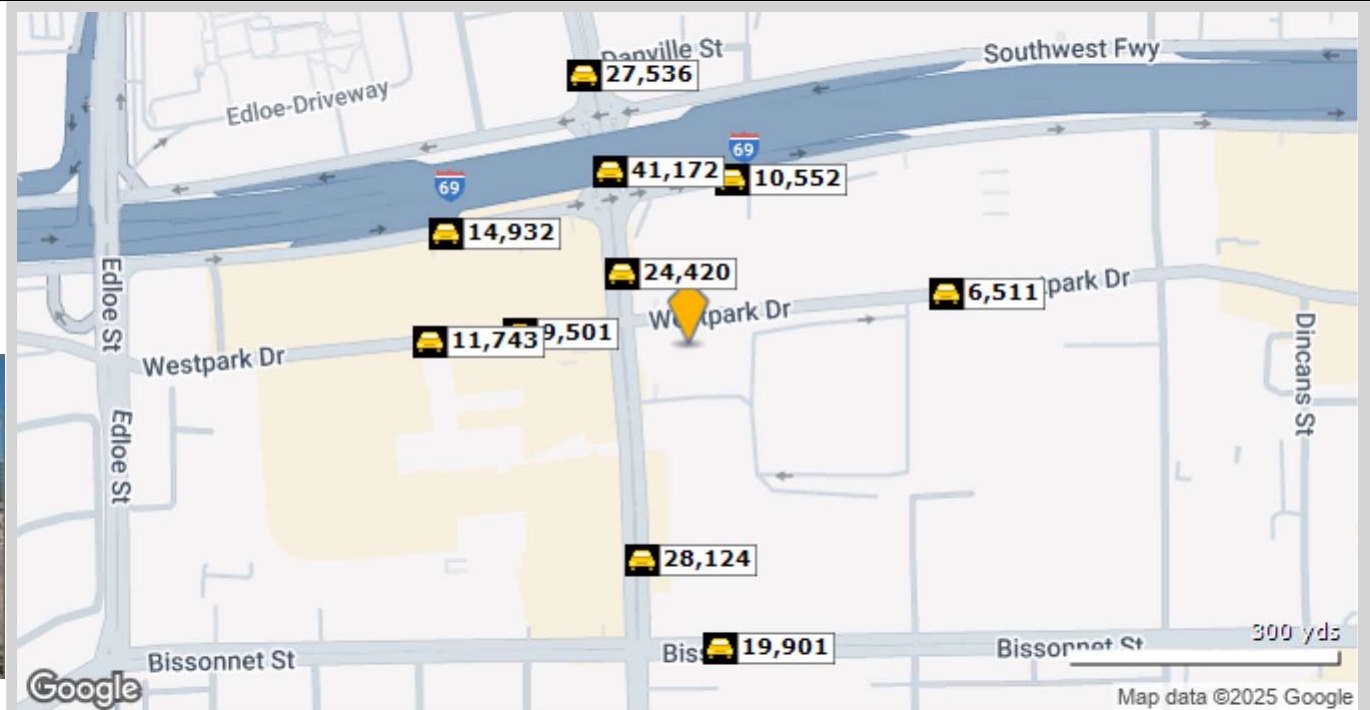 Danville St
27,536
Southwest Fwy
Edloe-Driveway
69
41,172
10,552
69
14,932
Edloe St
24,420
6,511
Westpark Dr
9,501
11,743
Westpark Dr
Dincans St
Edloe St
28,124
19,901
300 yds
Bissonnet St
Bissonnet St
Google
Map data ©2025 Google